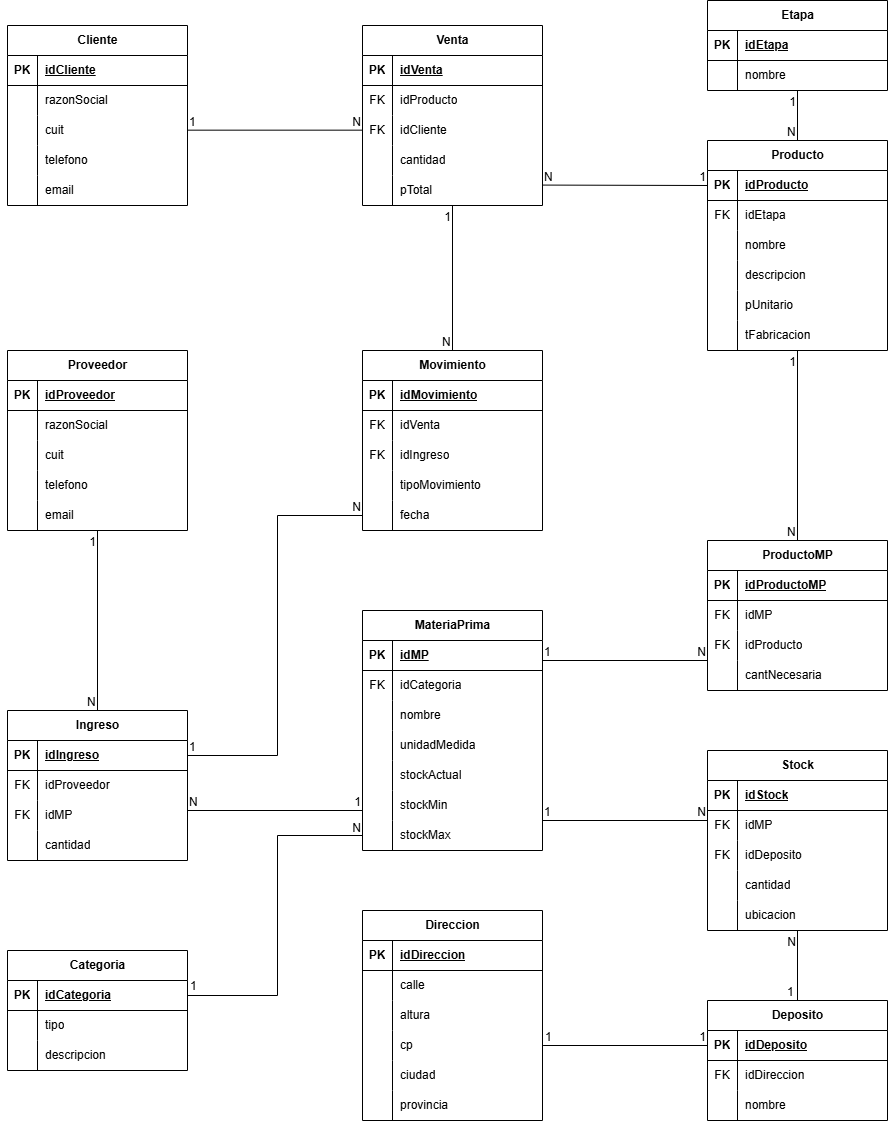 Cliente
PK idCliente
razonSocial
cuit
telefono
email
1
N
Venta
PK idVenta
FK idProducto
FK idCliente
cantidad
pTotal
1
N
N
1
Etapa
PK idEtapa
nombre
1
N
Producto
PK idProducto
FK idEtapa
nombre
descripcion
pUnitario
tFabricacion
1
N
Proveedor
PK idProveedor
razonSocial
cuit
telefono
email
1
N
Movimiento
PK idMovimiento
FK idVenta
FK idIngreso
tipoMovimiento
fecha
N
1
ProductoMP
PK idProductoMP
FK idMP
FK idProducto
cantNecesaria
MateriaPrima
PK idMP
FK idCategoria
nombre
unidadMedida
stockActual
stockMin
stockMax
1
N
1
N
Ingreso
PK idIngreso
FK idProveedor
FK idMP
cantidad
N
1
N
1
Stock
PK idStock
FK idMP
FK idDeposito
cantidad
ubicacion
N
1
Categoria
PK idCategoria
tipo
descripcion
Direccion
PK idDireccion
calle
altura
cp
ciudad
provincia
1
1
Deposito
PK idDeposito
FK idDireccion
nombre